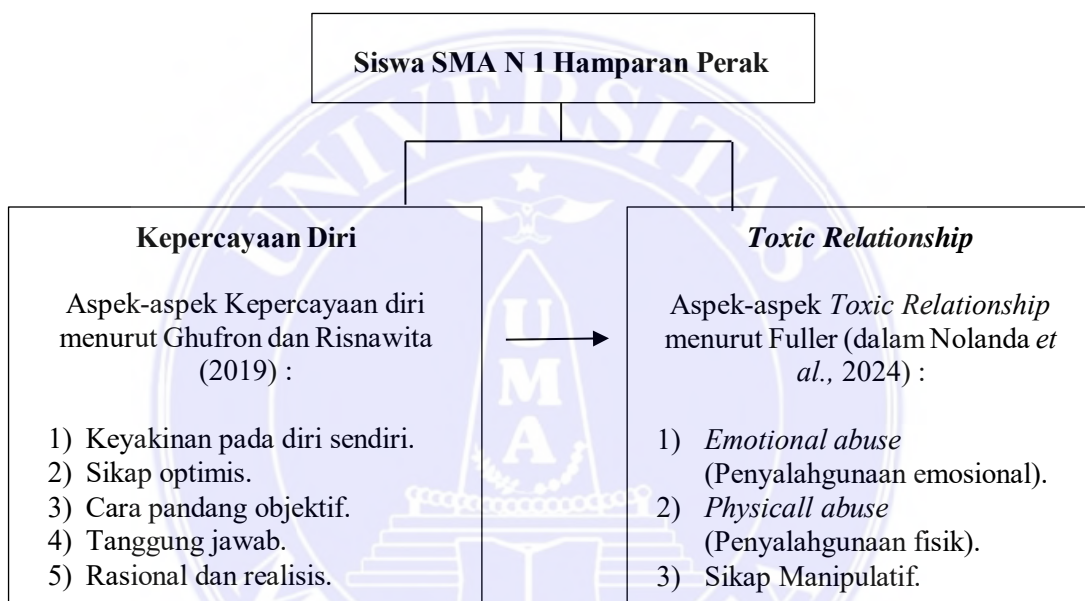 Siswa SMA N 1 Hamparan Perak
Kepercayaan Diri
Aspek-aspek Kepercayaan diri
menurut Ghufron dan Risnawita
(2019) :
1) Keyakinan pada diri sendiri.
2) Sikap optimis.
3) Cara pandang objektif.
4) Tanggung jawab.
5) Rasional dan realisis.
Toxic Relationship
Aspek-aspek Toxic Relationship
menurut Fuller (dalam Nolanda et
al., 2024) :
1) Emotional abuse
(Penyalahgunaan emosional).
2) Physicall abuse
(Penyalahgunaan fisik).
3) Sikap Manipulatif.
UNIVERSITAS
UMA